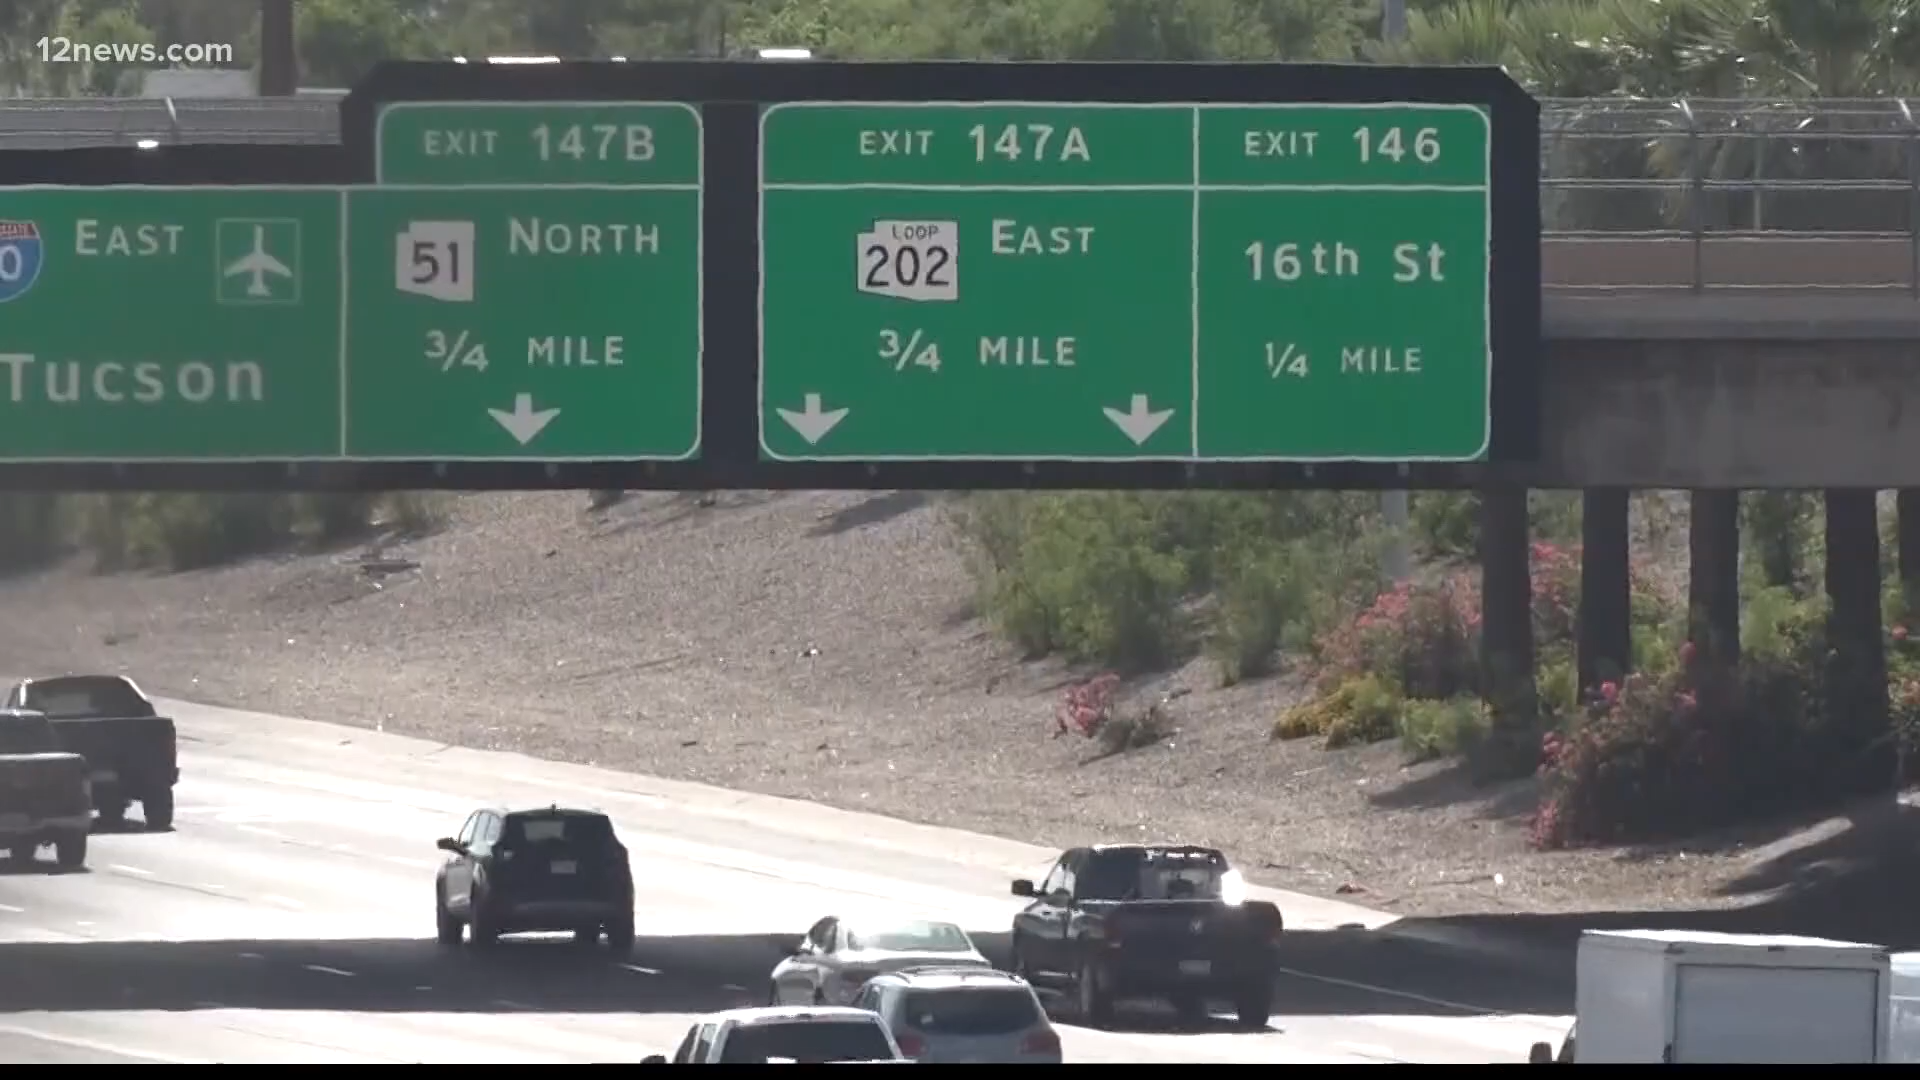 12news.com
EXIT 147B
EXIT 147A
EXIT 146
EAST
51 NORTH
LOOP
202 EAST
16th St
Tucson
3/4 MILE
3/4 MILE
1/4 MILE